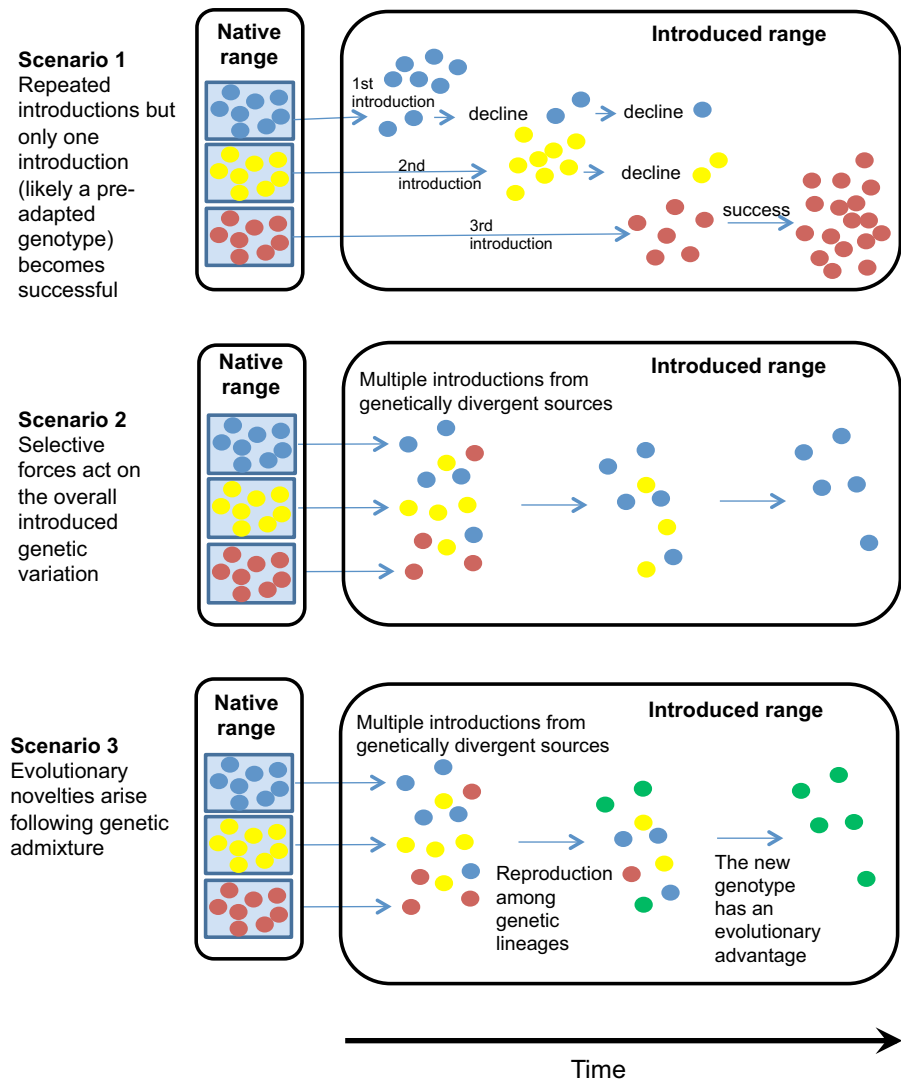 Scenario 1
Repeated
introductions but
only one
introduction
(likely a pre-
adapted
genotype)
becomes
successful
Native
range
Introduced range
1st
introduction
decline
decline
2nd
introduction
decline
3rd
introduction
success
Scenario 2
Selective
forces act on
the overall
introduced
genetic
variation
Native
range
Introduced range
Multiple introductions from
genetically divergent sources
Scenario 3
Evolutionary
novelties arise
following genetic
admixture
Native
range
Introduced range
Multiple introductions from
genetically divergent sources
Reproduction
among
genetic
lineages
The new
genotype
has an
evolutionary
advantage
Time